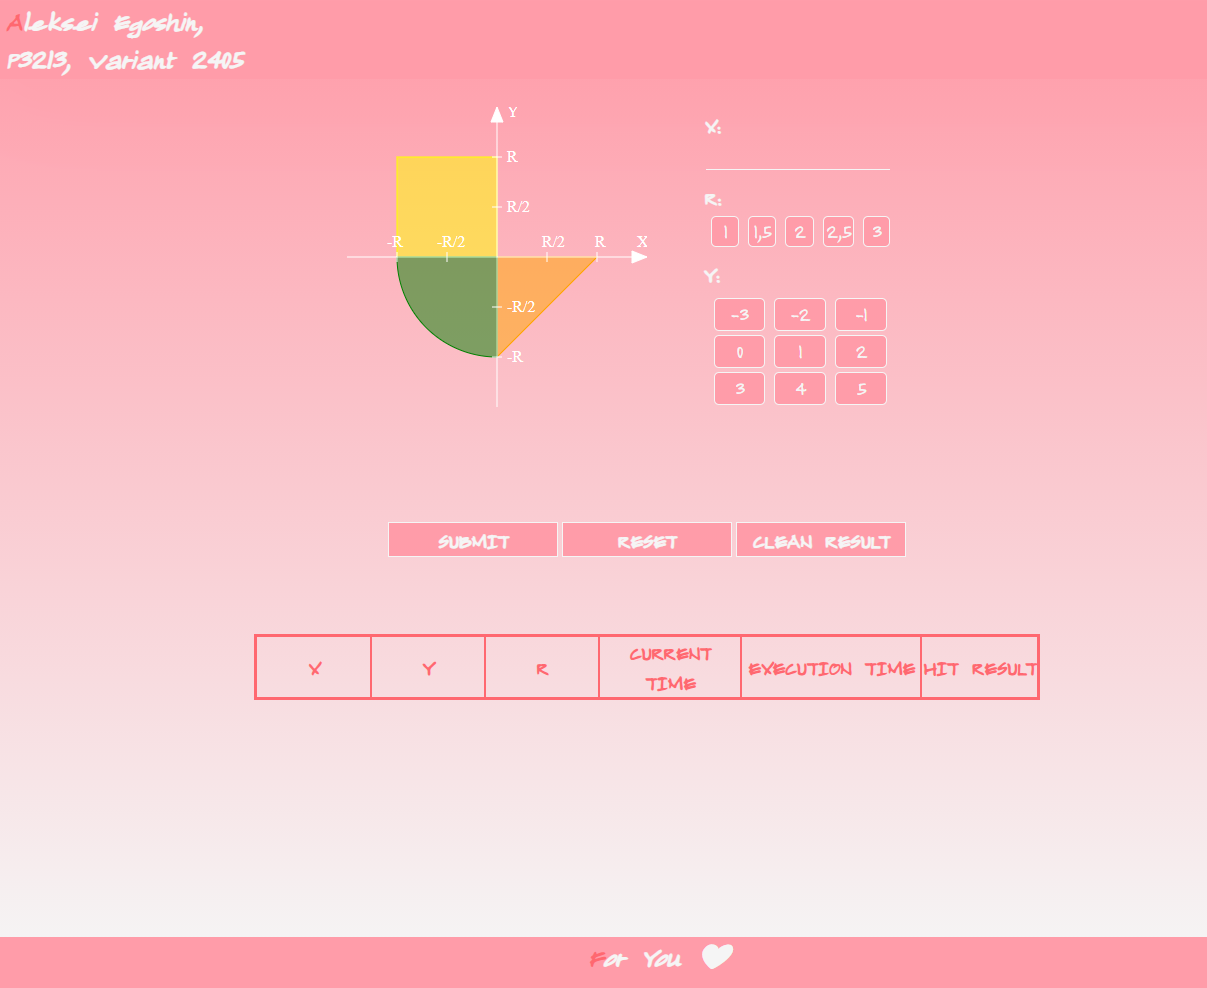 Aleksei Egoshin,
P3213, Variant 2405
Y
R
R/2
-R
-R/2
R/2
R
X
-R/2
-R
X:
R:
1 1,5 2 2,5 3
Y:
-3 -2 -1
0 1 2
3 4 5
SUBMIT RESET CLEAN RESULT
X Y R CURRENT TIME EXECUTION TIME HIT RESULT
For You